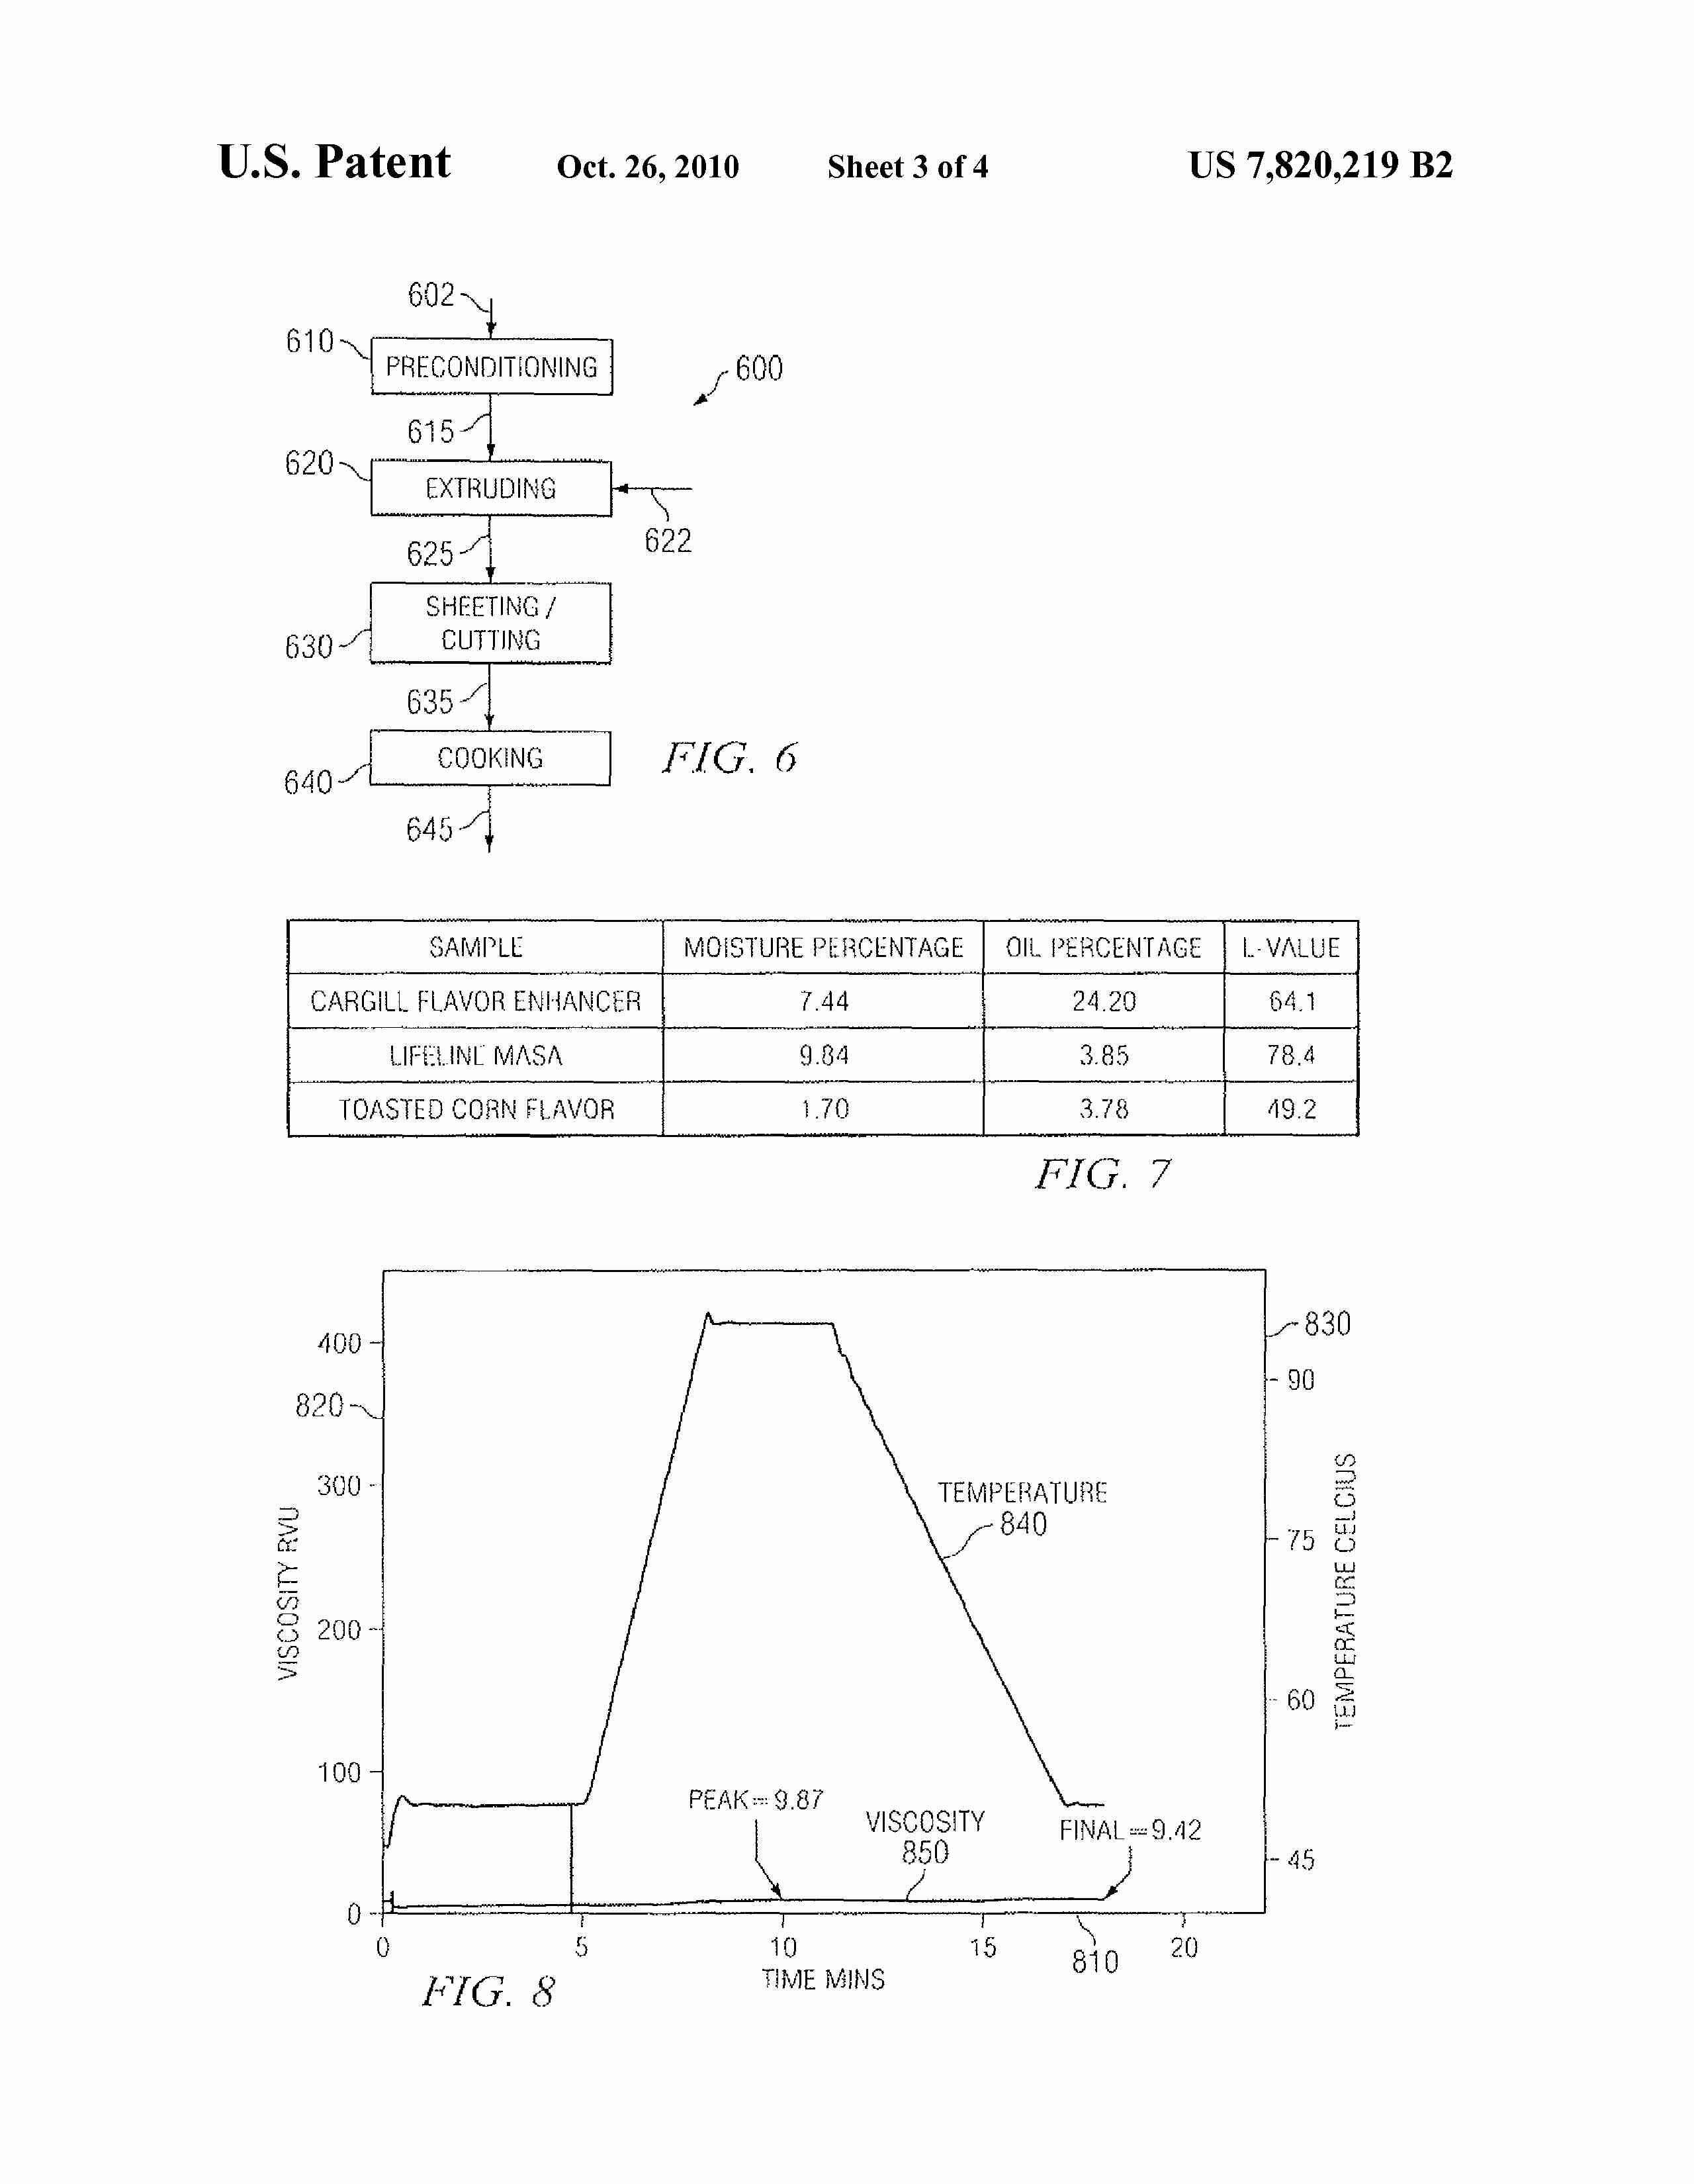 U.S. Patent Oct. 26, 2010 Sheet 3 of 4 US 7,820,219 B2
602
610
PRECONDITIONING
600
615
620
EXTRUDING
622
625
SHEETING /
CUTTING
630
635
COOKING
640
FIG. 6
645
SAMPLE MOISTURE PERCENTAGE OIL PERCENTAGE L-VALUE
CARGILL FLAVOR ENHANCER 7.44 24.20 64.1
LIFELINE MASA 9.84 3.85 78.4
TOASTED CORN FLAVOR 1.70 3.78 49.2
FIG. 7
830
400
90
820
300
TEMPERATURE
840
75
VISCOSITY RVU
TEMPERATURE CELCIUS
200
60
100
PEAK = 9.87
VISCOSITY
850
FINAL = 9.42
45
0
0 5 10 15 20
810
TIME MINS
FIG. 8